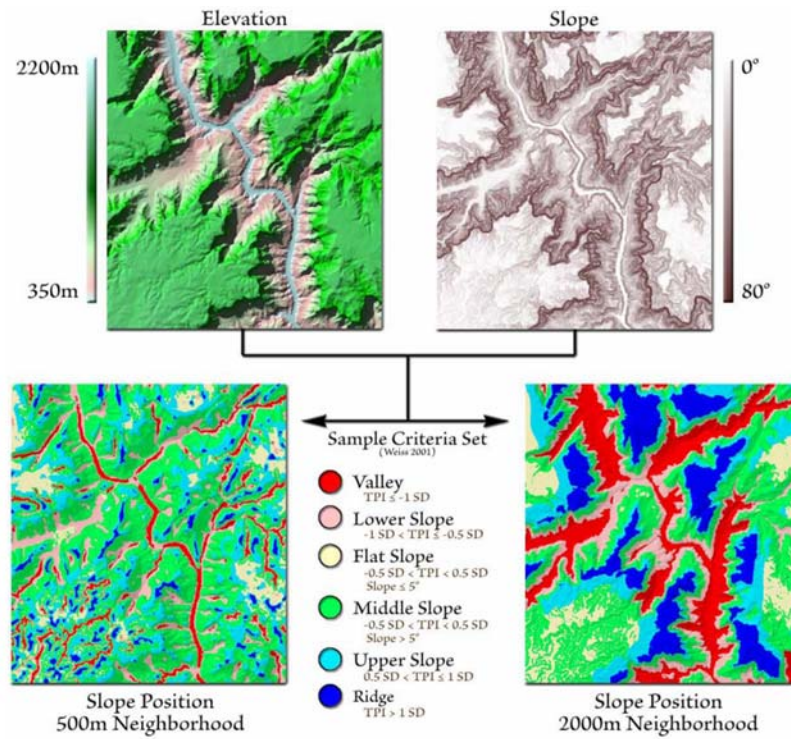 Elevation
Slope
2200m
350m
0°
80°
Sample Criteria Set
(Weiss 2001)
Valley
TPI ≤ -1 SD
Lower Slope
-1 SD < TPI ≤ -0.5 SD
Flat Slope
-0.5 SD < TPI < 0.5 SD
Slope ≤ 5°
Middle Slope
-0.5 SD < TPI < 0.5 SD
Slope > 5°
Upper Slope
0.5 SD < TPI ≤ 1 SD
Ridge
TPI > 1 SD
Slope Position
500m Neighborhood
Slope Position
2000m Neighborhood